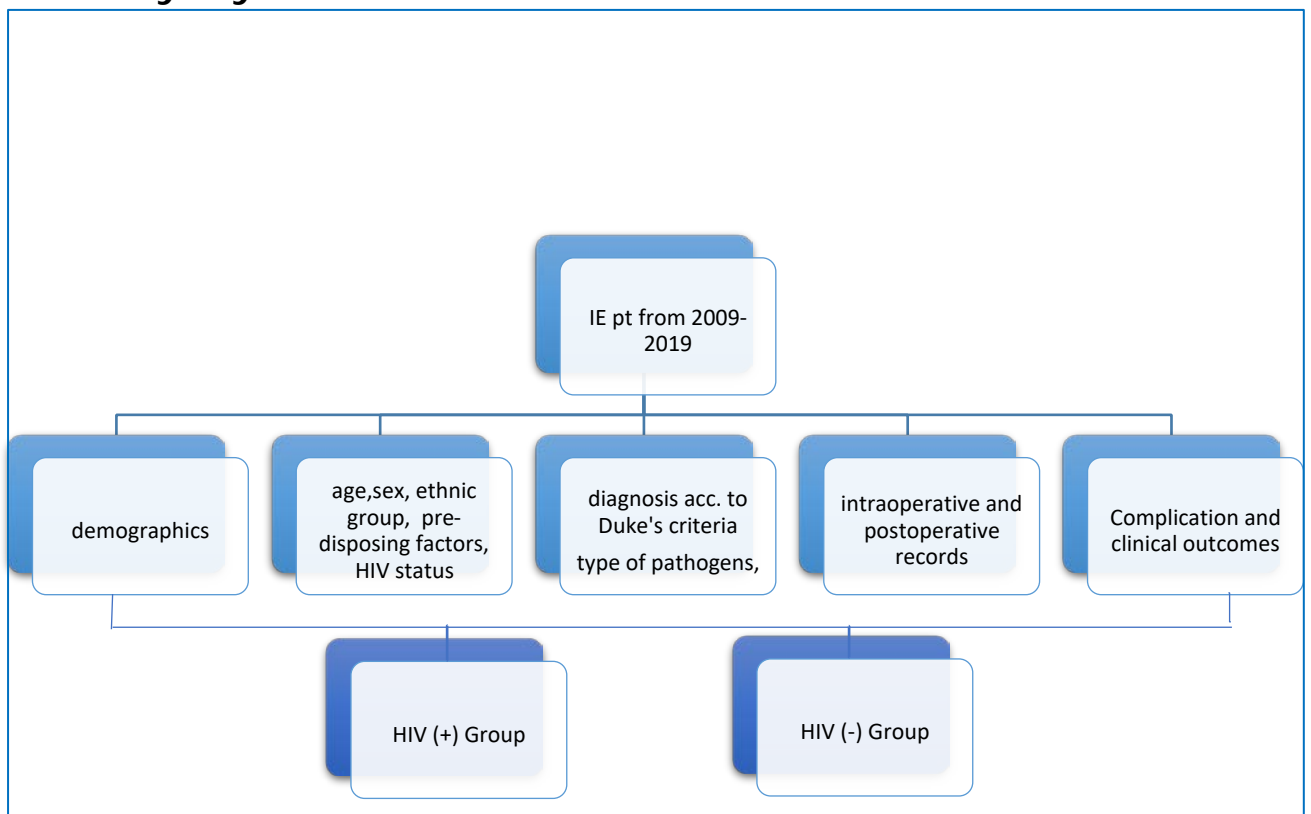 IE pt from 2009-
2019
demographics
age,sex, ethnic
group, pre-
disposing factors,
HIV status
diagnosis acc. to
Duke's criteria
type of pathogens,
intraoperative and
postoperative
records
Complication and
clinical outcomes
HIV (+) Group
HIV (-) Group